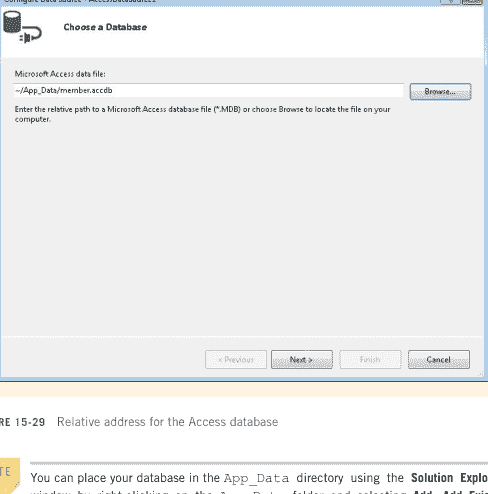 Configure Data Source - AccessDataSource2
Choose a Database
Microsoft Access data file:
~/App_Data/member.accdb
Browse...
Enter the relative path to a Microsoft Access database file (*.MDB) or choose Browse to locate the file on your
computer.
< Previous
Next >
Finish
Cancel
RE 15-29 Relative address for the Access database
TE
You can place your database in the App_Data directory using the Solution Explo